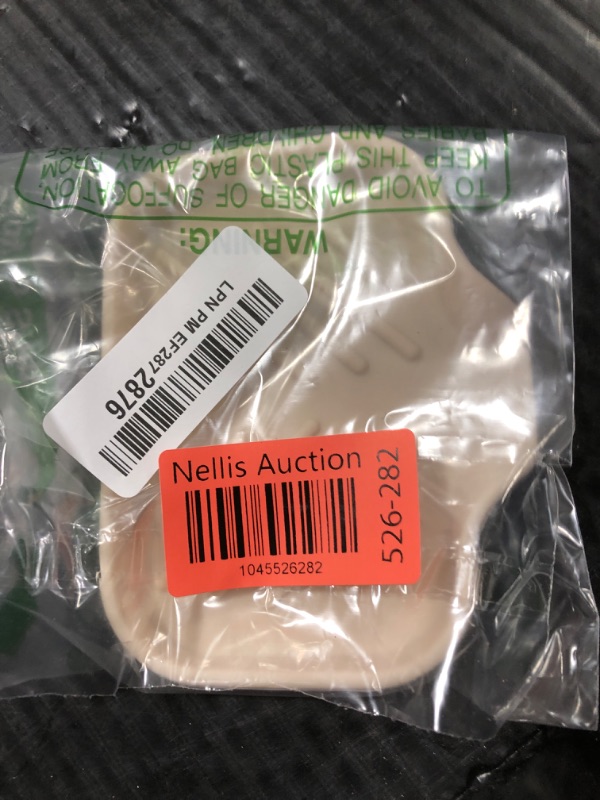 WARNING:
TO AVOID DANGER OF SUFFOCATION,
KEEP THIS PLASTIC BAG AWAY FROM
BABIES AND CHILDREN. DO
LPN PM EF2872876
Nellis Auction
1045526282
526-282